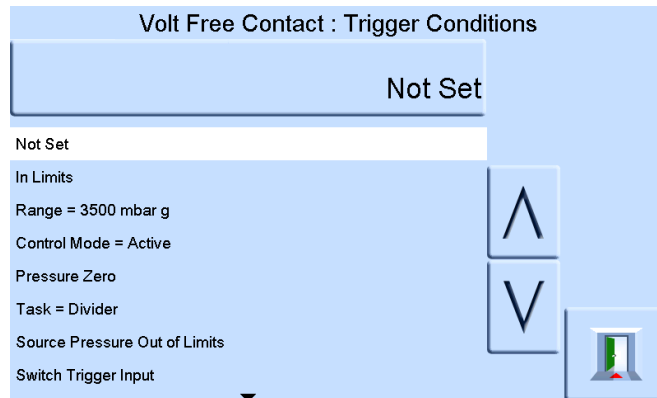 Volt Free Contact : Trigger Conditions
Not Set
Not Set
In Limits
Range = 3500 mbar g
Control Mode = Active
Pressure Zero
Task = Divider
Source Pressure Out of Limits
Switch Trigger Input